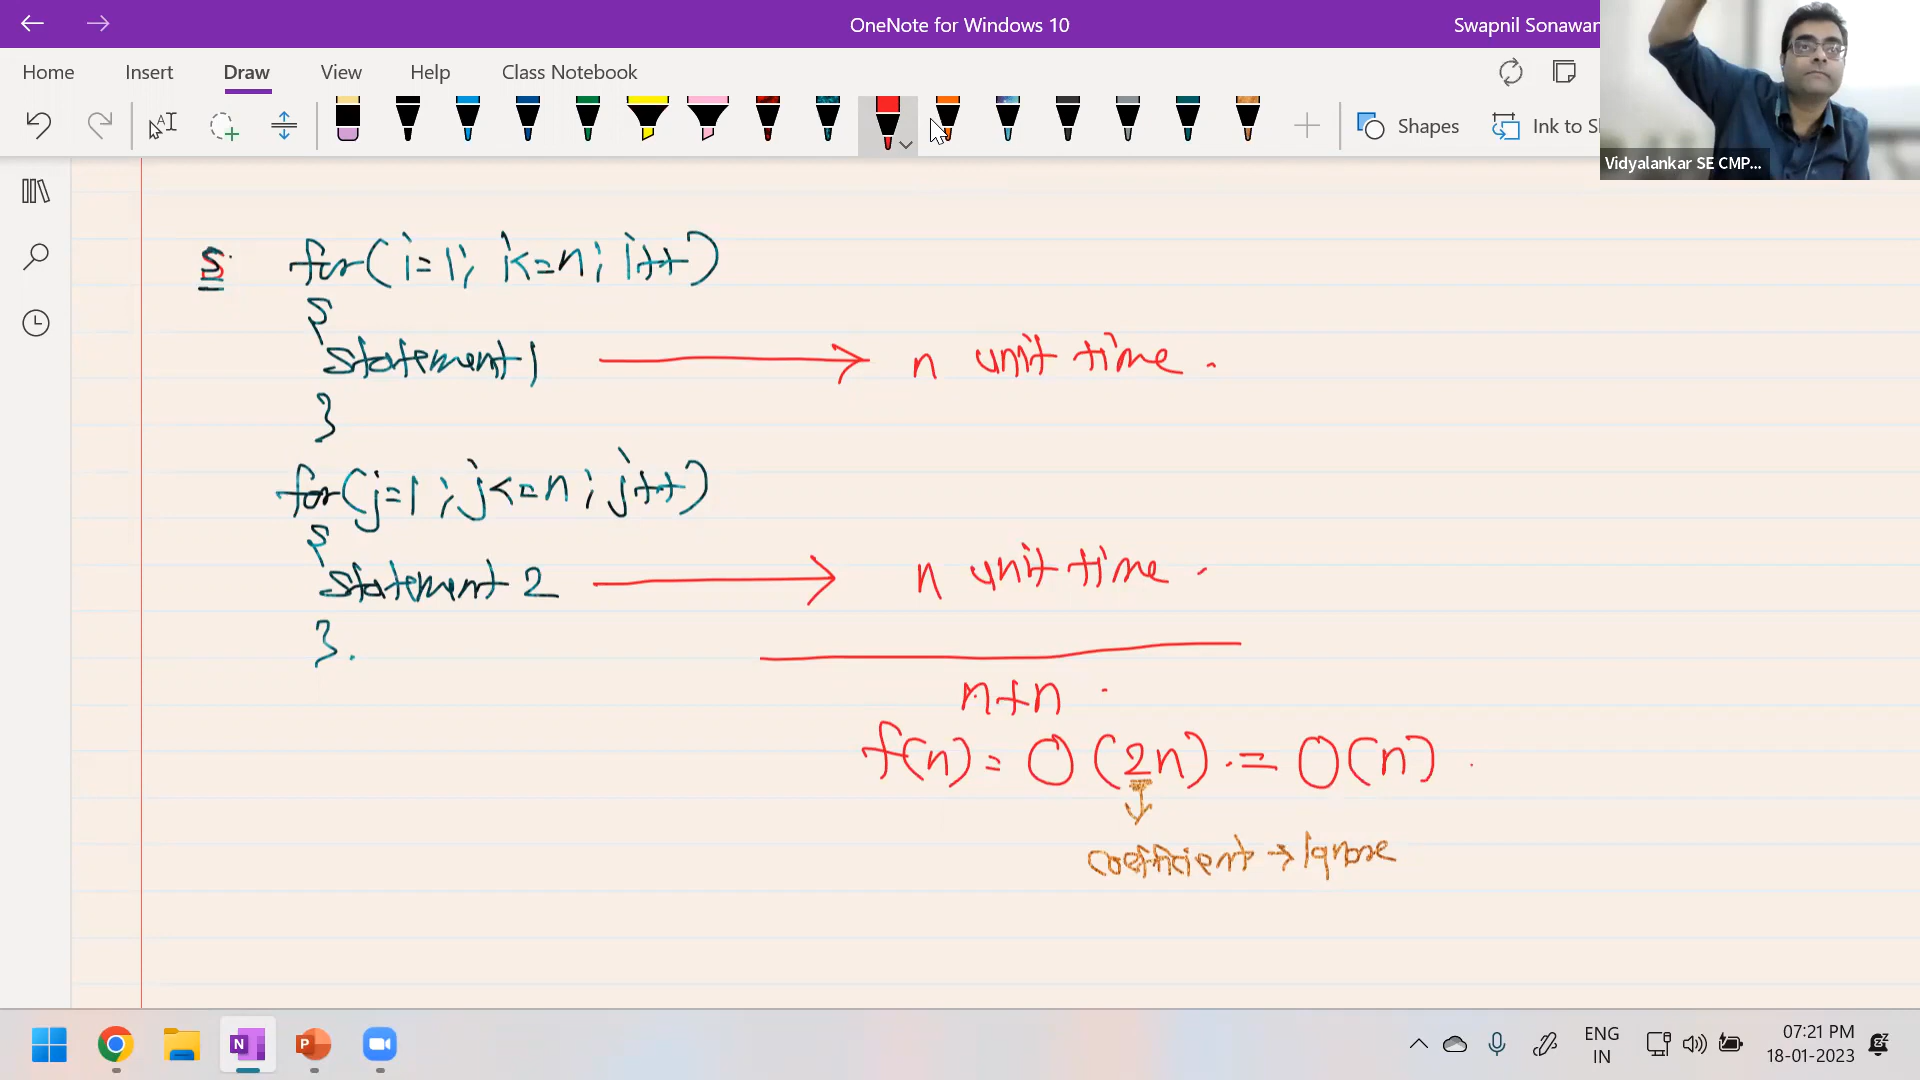 OneNote for Windows 10
Swapnil Sonawan
Home Insert Draw View Help Class Notebook
Shapes Ink to S
Vidyalankar SE CMP...
5. for(i=1; i<=n; i++)
{
statement 1 → n unit time.
}
for(j=1; j<=n; j++)
{
statement 2 → n unit time.
}.
n+n
f(n) = O(2n) = O(n)
coefficient → Ignore
ENG
IN
07:21 PM
18-01-2023